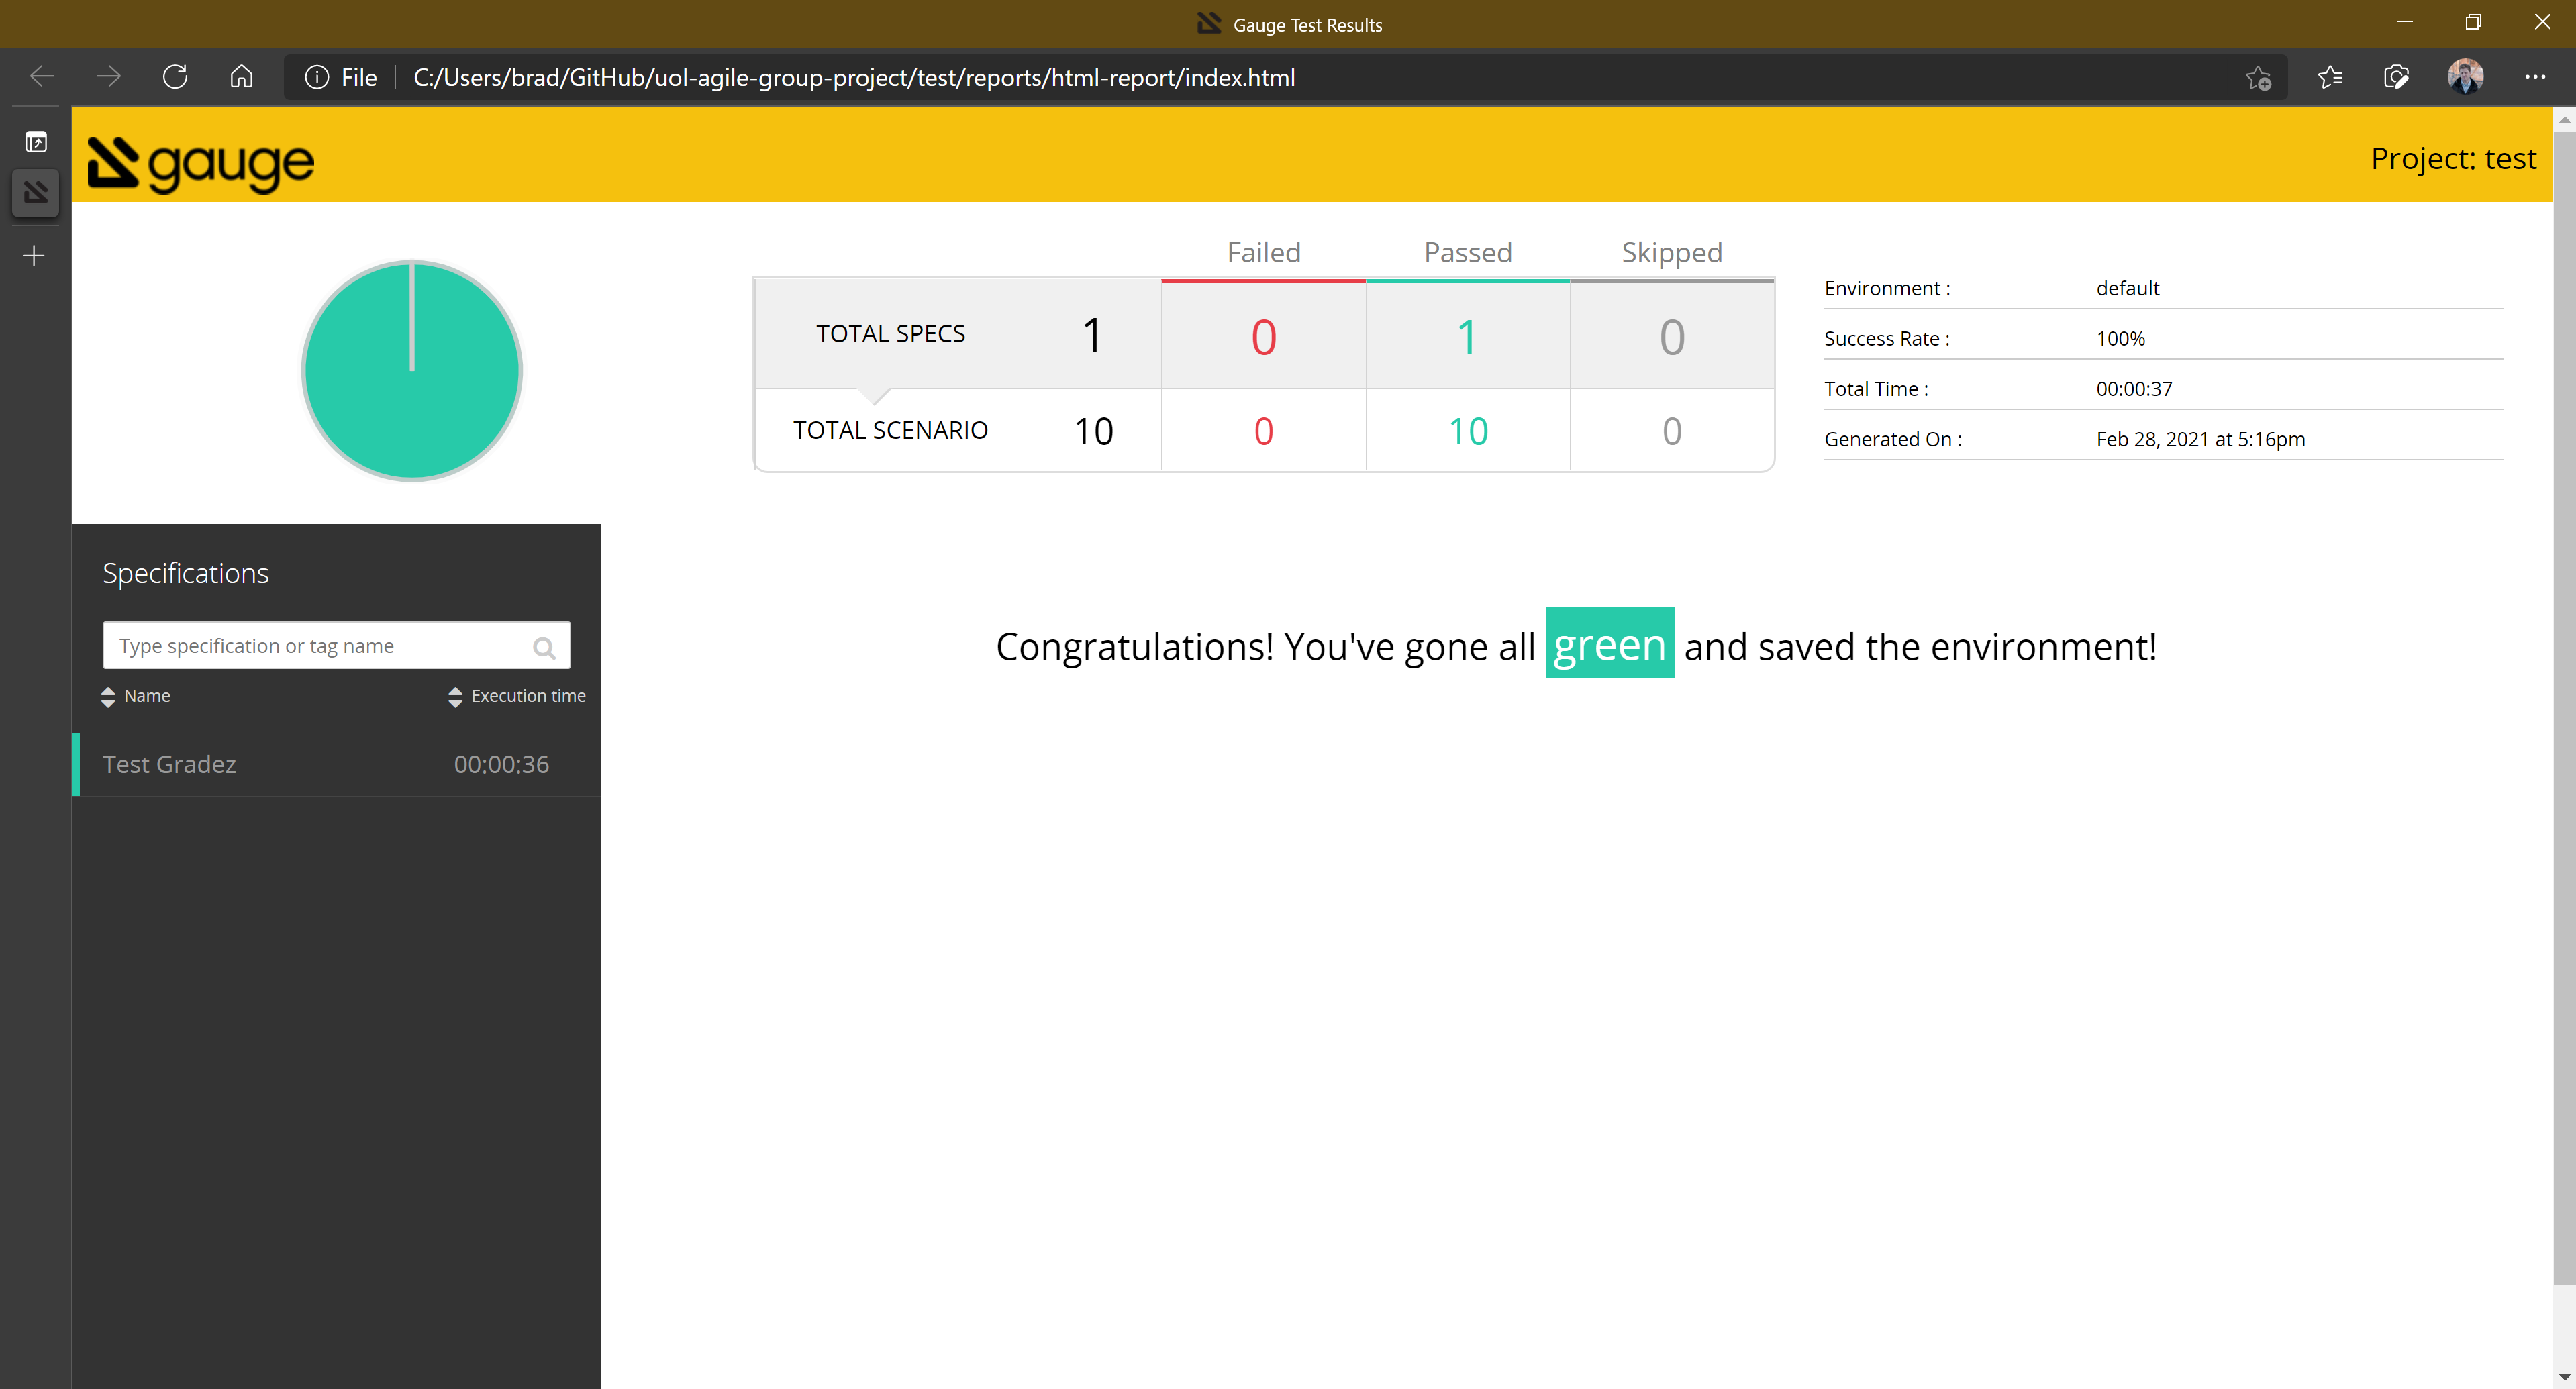 Gauge Test Results
File C:/Users/brad/GitHub/uol-agile-group-project/test/reports/html-report/index.html
gauge
Project: test
Failed Passed Skipped
TOTAL SPECS 1 0 1 0
TOTAL SCENARIO 10 0 10 0
Environment : default
Success Rate : 100%
Total Time : 00:00:37
Generated On : Feb 28, 2021 at 5:16pm
Specifications
Type specification or tag name
Name Execution time
Test Gradez 00:00:36
Congratulations! You've gone all green and saved the environment!